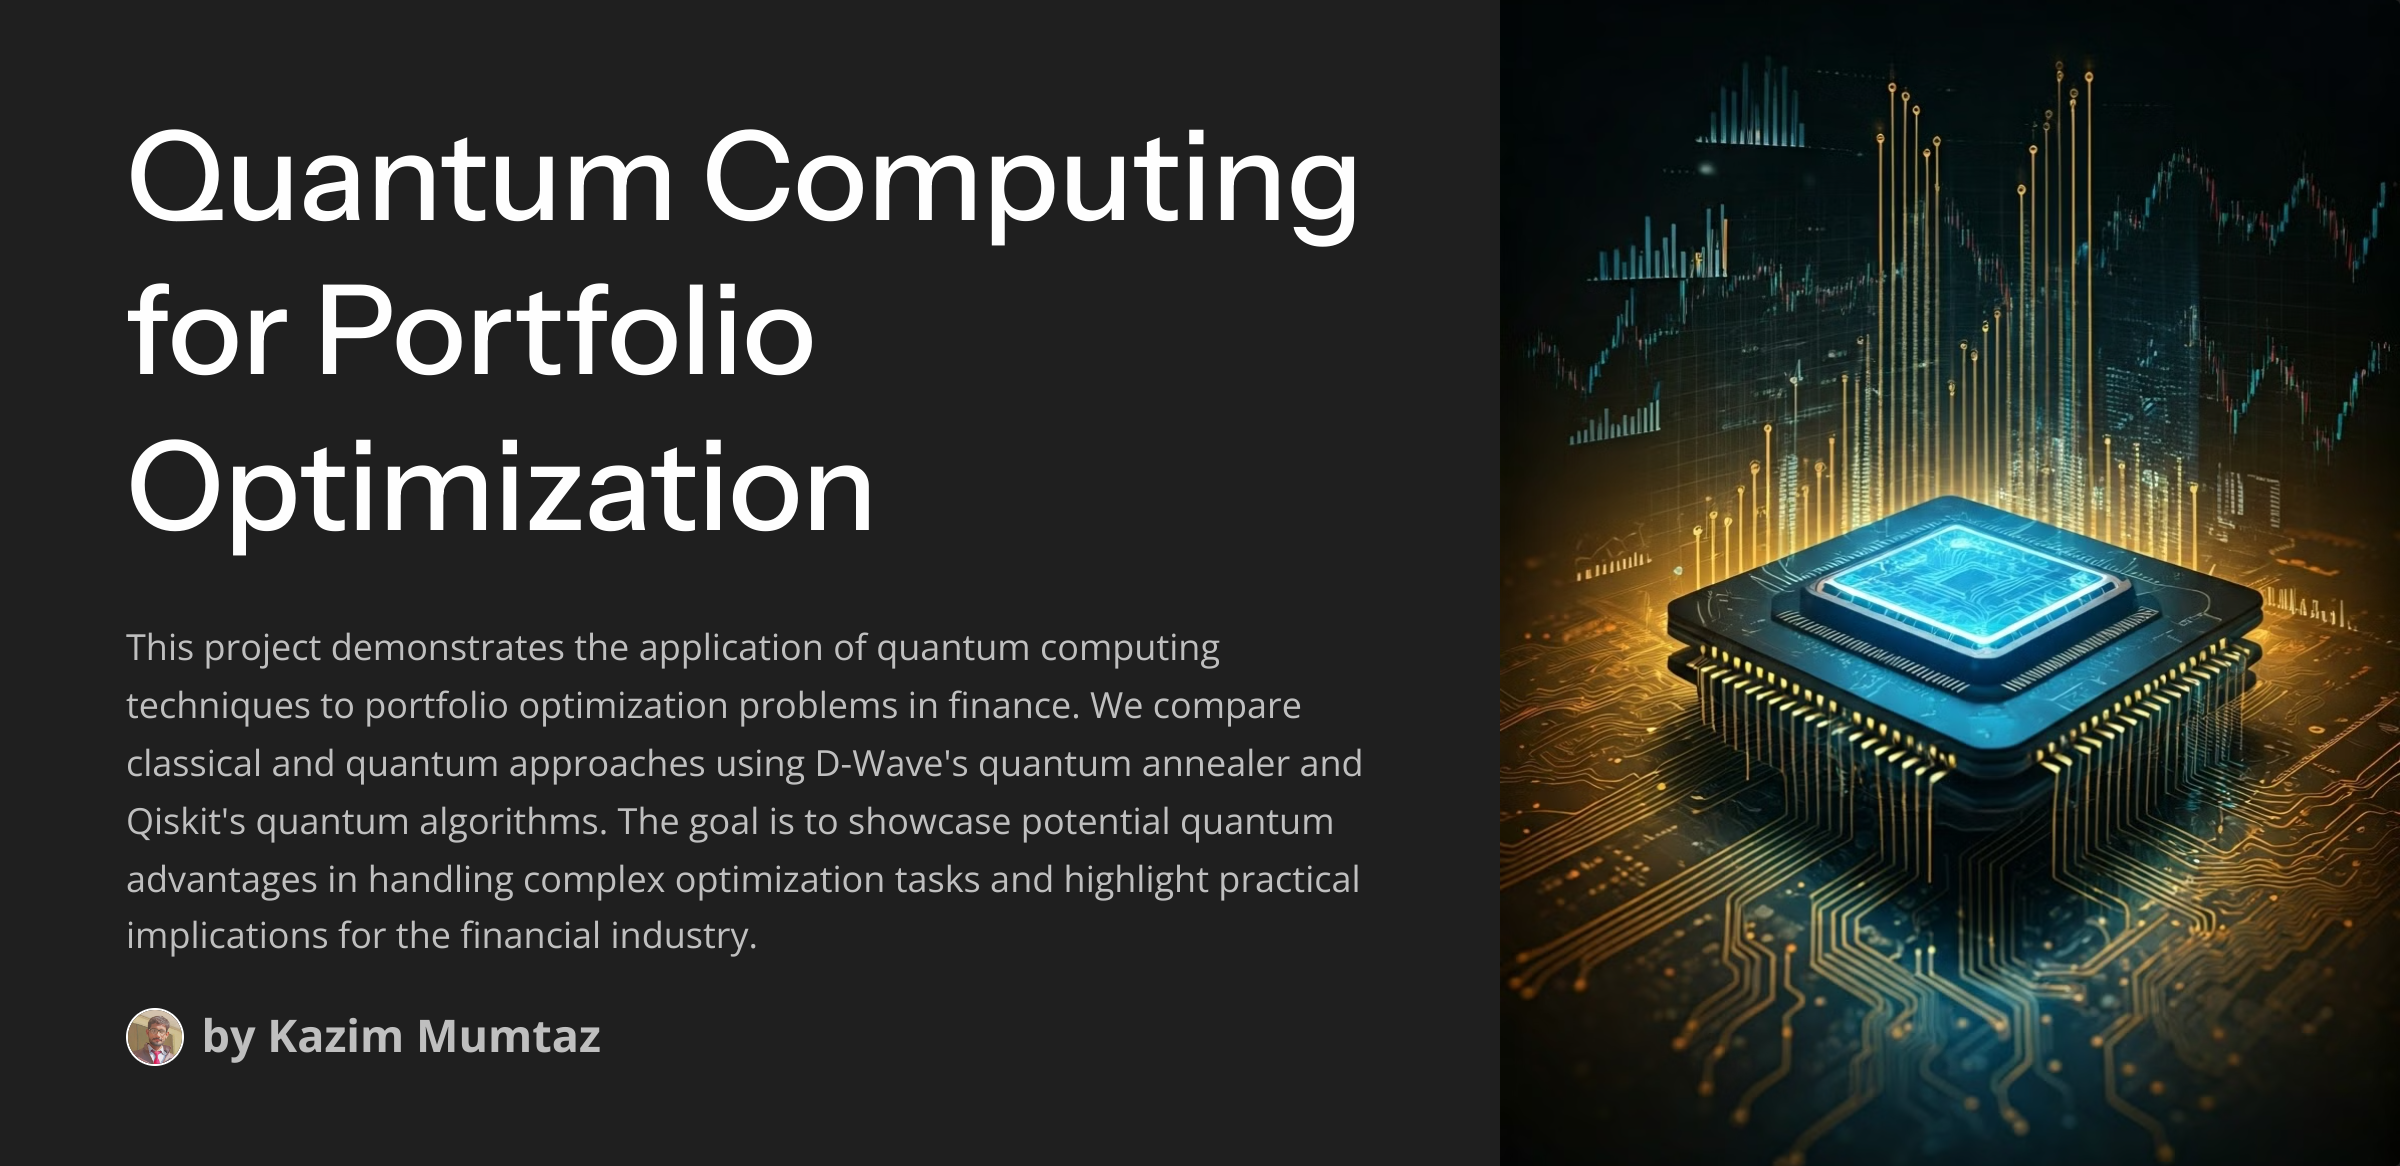 Quantum Computing
for Portfolio
Optimization
This project demonstrates the application of quantum computing
techniques to portfolio optimization problems in finance. We compare
classical and quantum approaches using D-Wave's quantum annealer and
Qiskit's quantum algorithms. The goal is to showcase potential quantum
advantages in handling complex optimization tasks and highlight practical
implications for the financial industry.
by Kazim Mumtaz